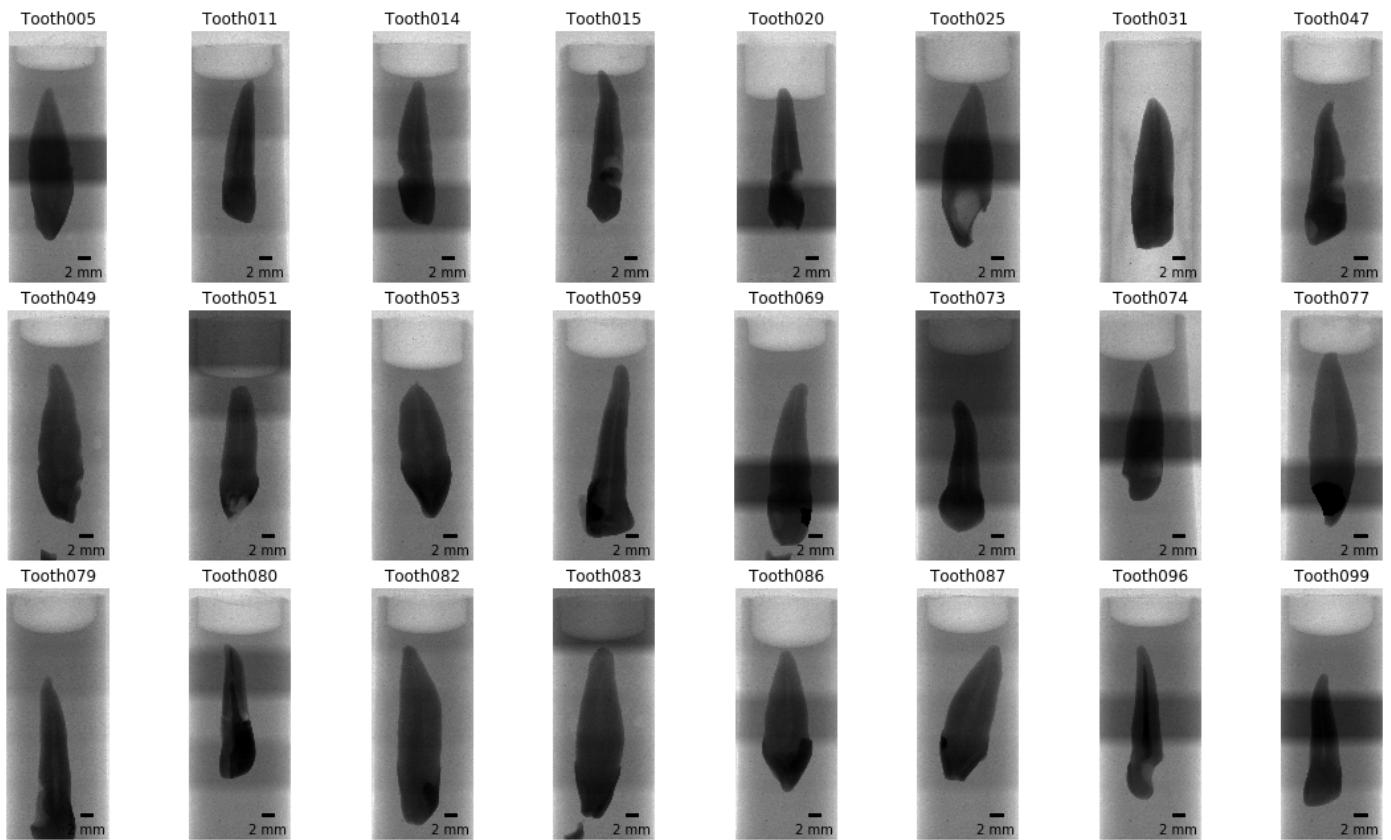 Tooth005 Tooth011 Tooth014 Tooth015 Tooth020 Tooth025 Tooth031 Tooth047
2 mm 2 mm 2 mm 2 mm 2 mm 2 mm 2 mm 2 mm
Tooth049 Tooth051 Tooth053 Tooth059 Tooth069 Tooth073 Tooth074 Tooth077
2 mm 2 mm 2 mm 2 mm 2 mm 2 mm 2 mm 2 mm
Tooth079 Tooth080 Tooth082 Tooth083 Tooth086 Tooth087 Tooth096 Tooth099
2 mm 2 mm 2 mm 2 mm 2 mm 2 mm 2 mm 2 mm